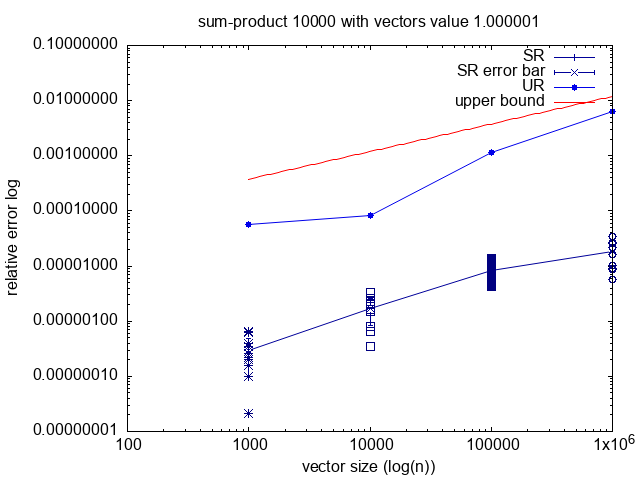 sum-product 10000 with vectors value 1.000001
SR
SR error bar
UR
upper bound
relative error log
0.10000000
0.01000000
0.00100000
0.00010000
0.00001000
0.00000100
0.00000010
0.00000001
100 1000 10000 100000 1x10⁶
vector size (log(n))